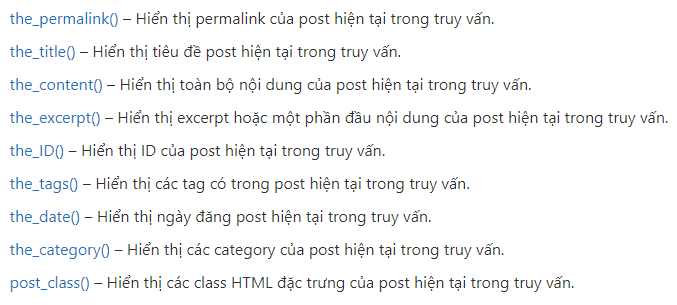 the_permalink() – Hiển thị permalink của post hiện tại trong truy vấn.
the_title() – Hiển thị tiêu đề post hiện tại trong truy vấn.
the_content() – Hiển thị toàn bộ nội dung của post hiện tại trong truy vấn.
the_excerpt() – Hiển thị excerpt hoặc một phần đầu nội dung của post hiện tại trong truy vấn.
the_ID() – Hiển thị ID của post hiện tại trong truy vấn.
the_tags() – Hiển thị các tag có trong post hiện tại trong truy vấn.
the_date() – Hiển thị ngày đăng post hiện tại trong truy vấn.
the_category() – Hiển thị các category của post hiện tại trong truy vấn.
post_class() – Hiển thị các class HTML đặc trưng của post hiện tại trong truy vấn.